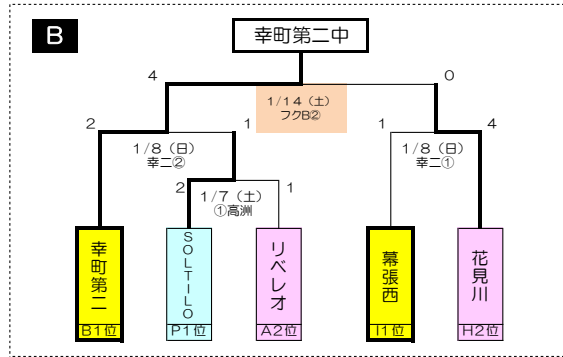 B
幸町第二中
4
0
1/14（土）
フクB②
2
1
1
4
1/8（日）
幸二②
1/8（日）
幸二①
2
1
1/7（土）
①高洲
幸町第二
SOLTILO
リベレオ
幕張西
花見川
B1位
P1位
A2位
I1位
H2位